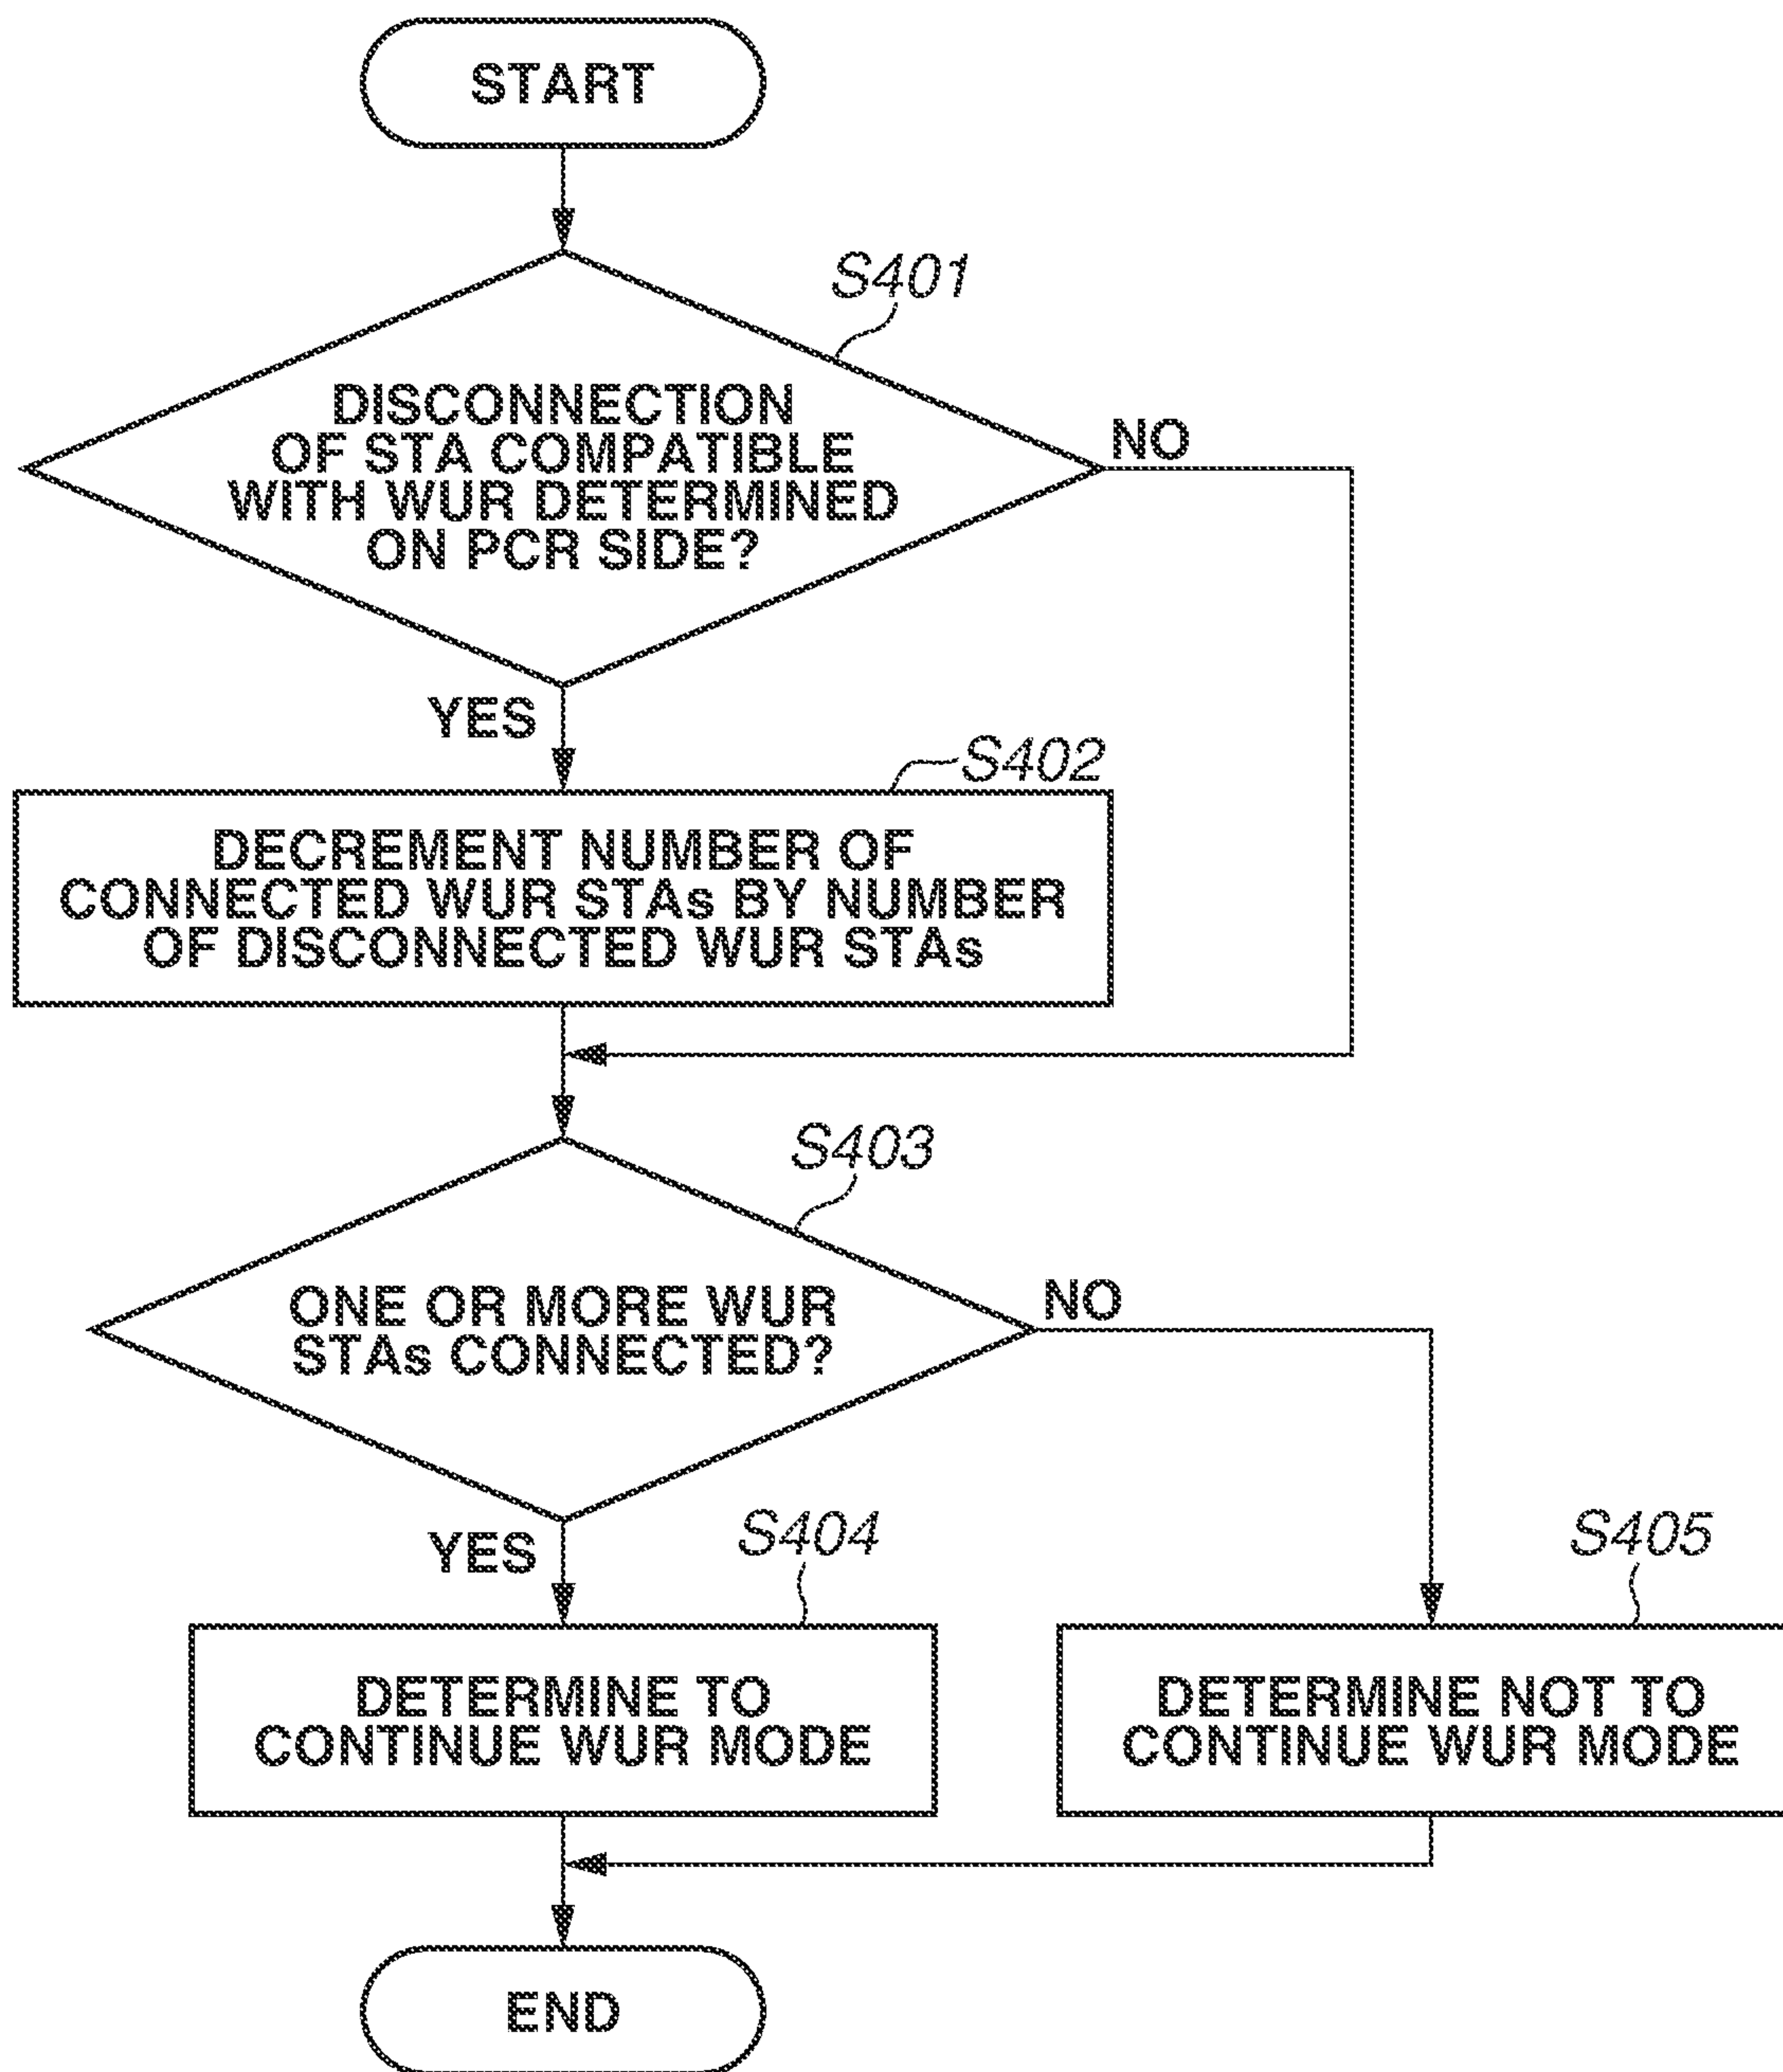 START
S401
DISCONNECTION
OF STA COMPATIBLE
WITH WUR DETERMINED
ON PCR SIDE?
NO
YES
S402
DECREMENT NUMBER OF
CONNECTED WUR STAs BY NUMBER
OF DISCONNECTED WUR STAs
S403
ONE OR MORE WUR
STAs CONNECTED?
NO
YES
S404
S405
DETERMINE TO
CONTINUE WUR MODE
DETERMINE NOT TO
CONTINUE WUR MODE
END